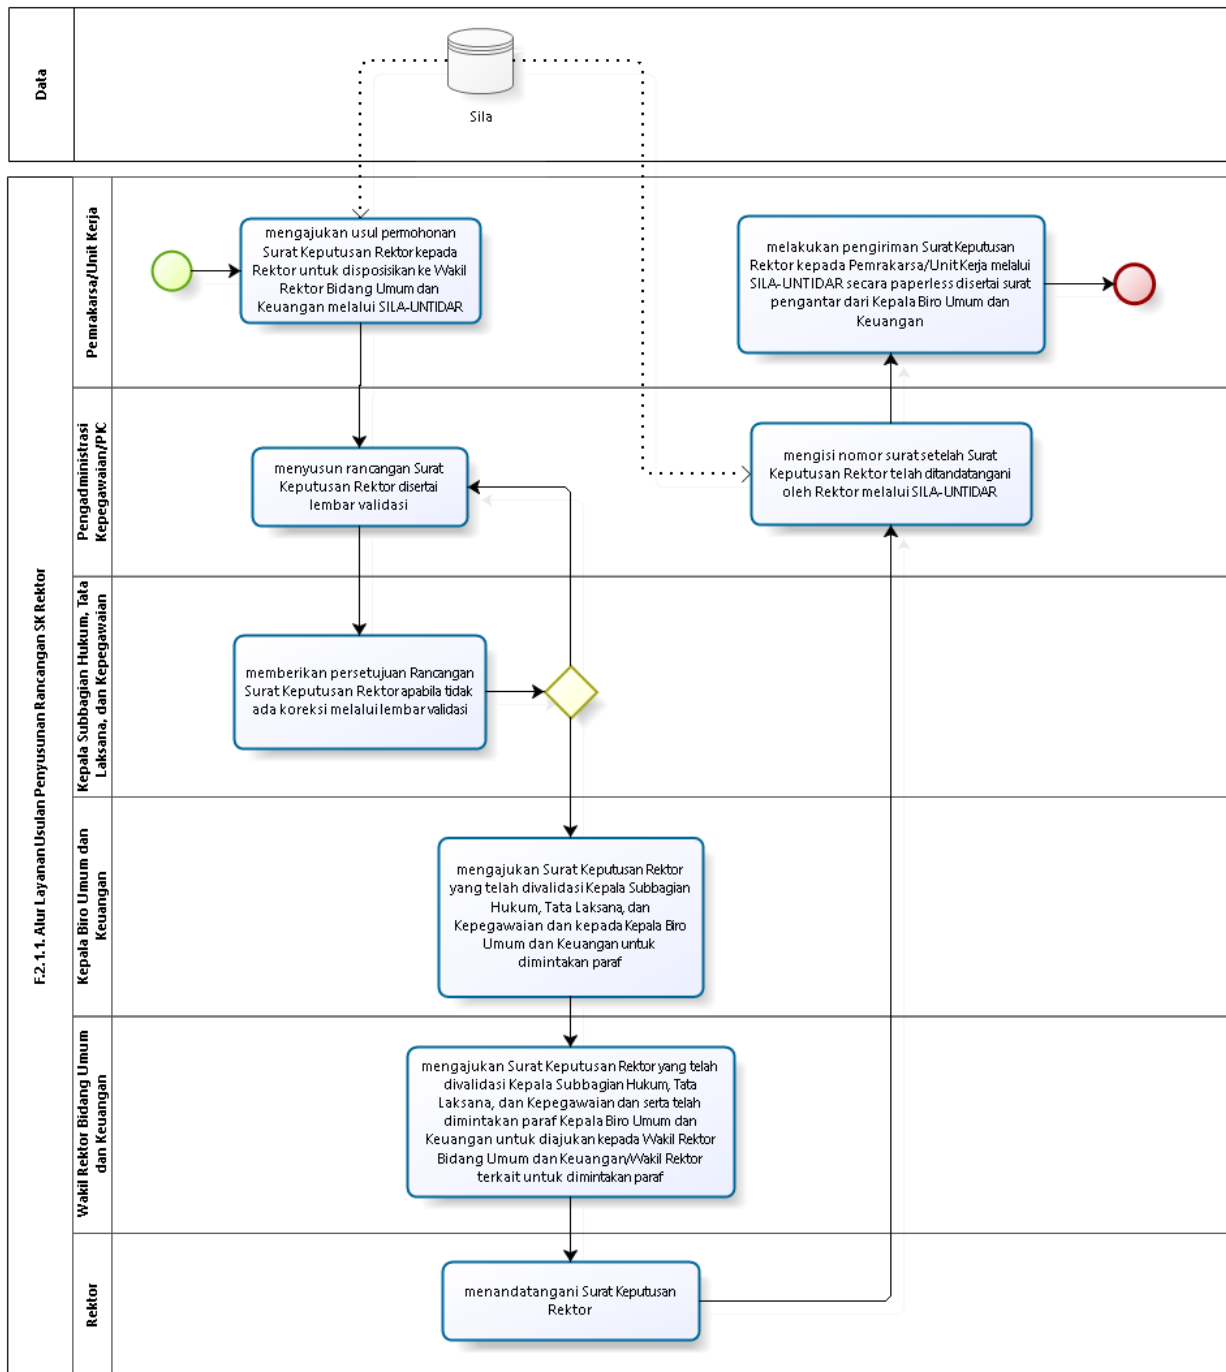 Data
Sila
F.2.1.1. Alur Layanan Usulan Penyusunan Rancangan SK Rektor
Pemrakarsa/Unit Kerja
mengajukan usul permohonan
Surat Keputusan Rektor kepada
Rektor untuk disposisikan ke Wakil
Rektor Bidang Umum dan
Keuangan melalui SILA-UNTIDAR
melakukan pengiriman Surat Keputusan
Rektor kepada Pemrakarsa/Unit Kerja melalui
SILA-UNTIDAR secara paperless disertai surat
pengantar dari Kepala Biro Umum dan
Keuangan
Pengadministrasi
Kepegawaian/PIC
menyusun rancangan Surat
Keputusan Rektor disertai
lembar validasi
mengisi nomor surat setelah Surat
Keputusan Rektor telah ditandatangani
oleh Rektor melalui SILA-UNTIDAR
Kepala Subbagian Hukum, Tata
Laksana, dan Kepegawaian
memberikan persetujuan Rancangan
Surat Keputusan Rektor apabila tidak
ada koreksi melalui lembar validasi
Kepala Biro Umum dan
Keuangan
mengajukan Surat Keputusan Rektor
yang telah divalidasi Kepala Subbagian
Hukum, Tata Laksana, dan
Kepegawaian dan kepada Kepala Biro
Umum dan Keuangan untuk
dimintakan paraf
Wakil Rektor Bidang Umum
dan Keuangan
mengajukan Surat Keputusan Rektor yang telah
divalidasi Kepala Subbagian Hukum, Tata
Laksana, dan Kepegawaian dan serta telah
dimintakan paraf Kepala Biro Umum dan
Keuangan untuk diajukan kepada Wakil Rektor
Bidang Umum dan Keuangan/Wakil Rektor
terkait untuk dimintakan paraf
Rektor
menandatangani Surat Keputusan
Rektor